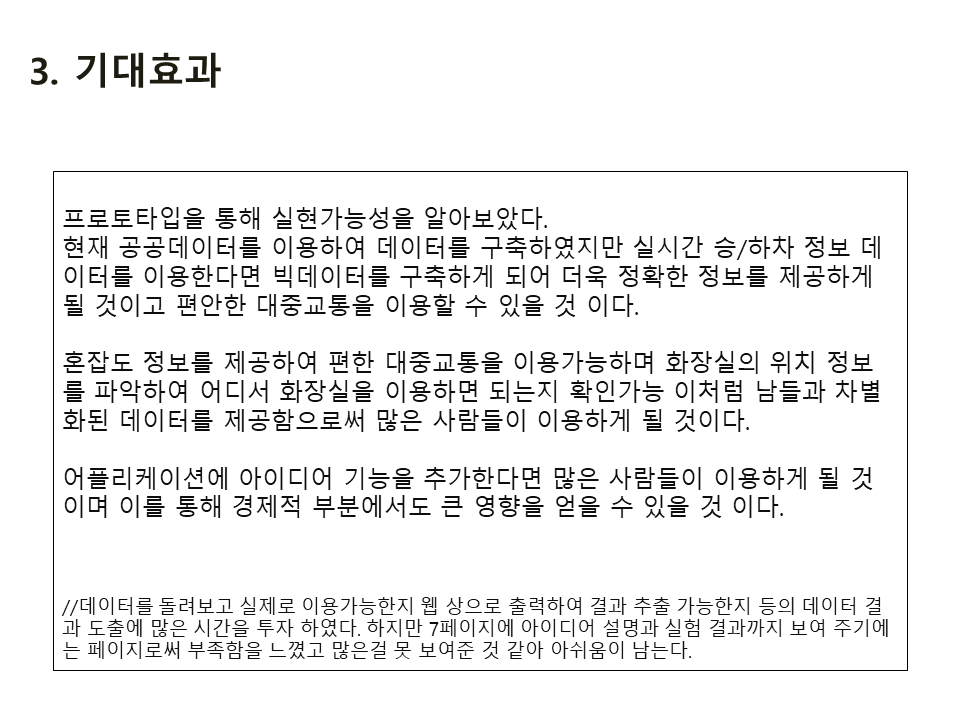 3. 기대효과
프로토타입을 통해 실현가능성을 알아보았다.
현재 공공데이터를 이용하여 데이터를 구축하였지만 실시간 승/하차 정보 데
이터를 이용한다면 빅데이터를 구축하게 되어 더욱 정확한 정보를 제공하게
될 것이고 편안한 대중교통을 이용할 수 있을 것 이다.
혼잡도 정보를 제공하여 편한 대중교통을 이용가능하며 화장실의 위치 정보
를 파악하여 어디서 화장실을 이용하면 되는지 확인가능 이처럼 남들과 차별
화된 데이터를 제공함으로써 많은 사람들이 이용하게 될 것이다.
어플리케이션에 아이디어 기능을 추가한다면 많은 사람들이 이용하게 될 것
이며 이를 통해 경제적 부분에서도 큰 영향을 얻을 수 있을 것 이다.
//데이터를 돌려보고 실제로 이용가능한지 웹 상으로 출력하여 결과 추출 가능한지 등의 데이터 결
과 도출에 많은 시간을 투자 하였다. 하지만 7페이지에 아이디어 설명과 실험 결과까지 보여 주기에
는 페이지로써 부족함을 느꼈고 많은걸 못 보여준 것 같아 아쉬움이 남는다.